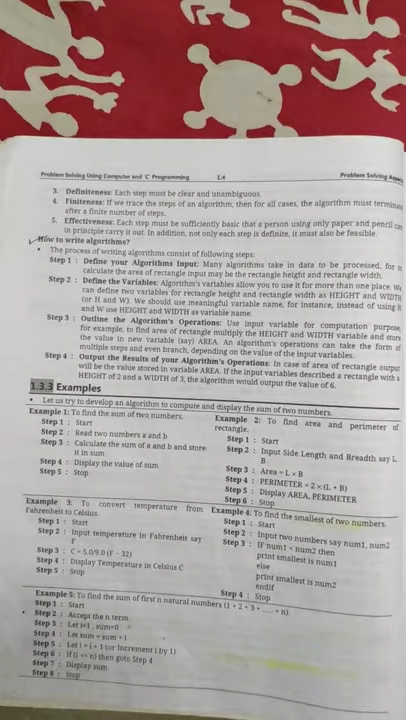 Problem Solving Using Computer and 'C' Programming 1.4 Problem Solving
3. Definiteness: Each step must be clear and unambiguous.
4. Finiteness: If we trace the steps of an algorithm, then for all cases, the algorithm must terminate
after a finite number of steps.
5. Effectiveness: Each step must be sufficiently basic that a person using only paper and pencil can
in principle carry it out. In addition, not only each step is definite, it must also be feasible.
How to write algorithms?
• The process of writing algorithms consist of following steps:
Step 1 : Define your Algorithms Input: Many algorithms take in data to be processed, for
calculate the area of rectangle input may be the rectangle height and rectangle width.
Step 2 : Define the Variables: Algorithm's variables allow you to use it for more than one place. We
can define two variables for rectangle height and rectangle width as HEIGHT and WIDTH
(or H and W). We should use meaningful variable name, for instance, instead of using H
and W use HEIGHT and WIDTH as variable name.
Step 3 : Outline the Algorithm's Operations: Use input variable for computation purpose,
for example, to find area of rectangle multiply the HEIGHT and WIDTH variable and store
the value in new variable (say) AREA. An algorithm's operations can take the form of
multiple steps and even branch, depending on the value of the input variables.
Step 4 : Output the Results of your Algorithm's Operations: In case of area of rectangle output
will be the value stored in variable AREA. If the input variables described a rectangle with a
HEIGHT of 2 and a WIDTH of 3, the algorithm would output the value of 6.
1.3.3 Examples
• Let us try to develop an algorithm to compute and display the sum of two numbers.
Example 1: To find the sum of two numbers.
Step 1 : Start
Step 2 : Read two numbers a and b
Step 3 : Calculate the sum of a and b and store
it in sum
Step 4 : Display the value of sum
Step 5 : Stop
Example 2: To find area and perimeter of
rectangle.
Step 1 : Start
Step 2 : Input Side Length and Breadth say L,
B
Step 3 : Area = L × B
Step 4 : PERIMETER = 2 × (L + B)
Step 5 : Display AREA, PERIMETER
Step 6 : Stop
Example 3: To convert temperature from
Fahrenheit to Celsius.
Step 1 : Start
Step 2 : Input temperature in Fahrenheit say
F
Step 3 : C = 5.0/9.0 (F - 32)
Step 4 : Display Temperature in Celsius C
Step 5 : Stop
Example 4: To find the smallest of two numbers.
Step 1 : Start
Step 2 : Input two numbers say num1, num2
Step 3 : IF num1 < num2 then
print smallest is num1
else
print smallest is num2
endif
Step 4 : Stop
Example 5: To find the sum of first n natural numbers (1 + 2 + 3 + ..... + n)
Step 1 : Start
Step 2 : Accept the n term
Step 3 : Let i=1 , sum=0
Step 4 : Let sum = sum + i
Step 5 : Let i = i + 1 (or Increment i by 1)
Step 6 : if (i <= n) then goto Step 4
Step 7 : Display sum
Step 8 : Stop